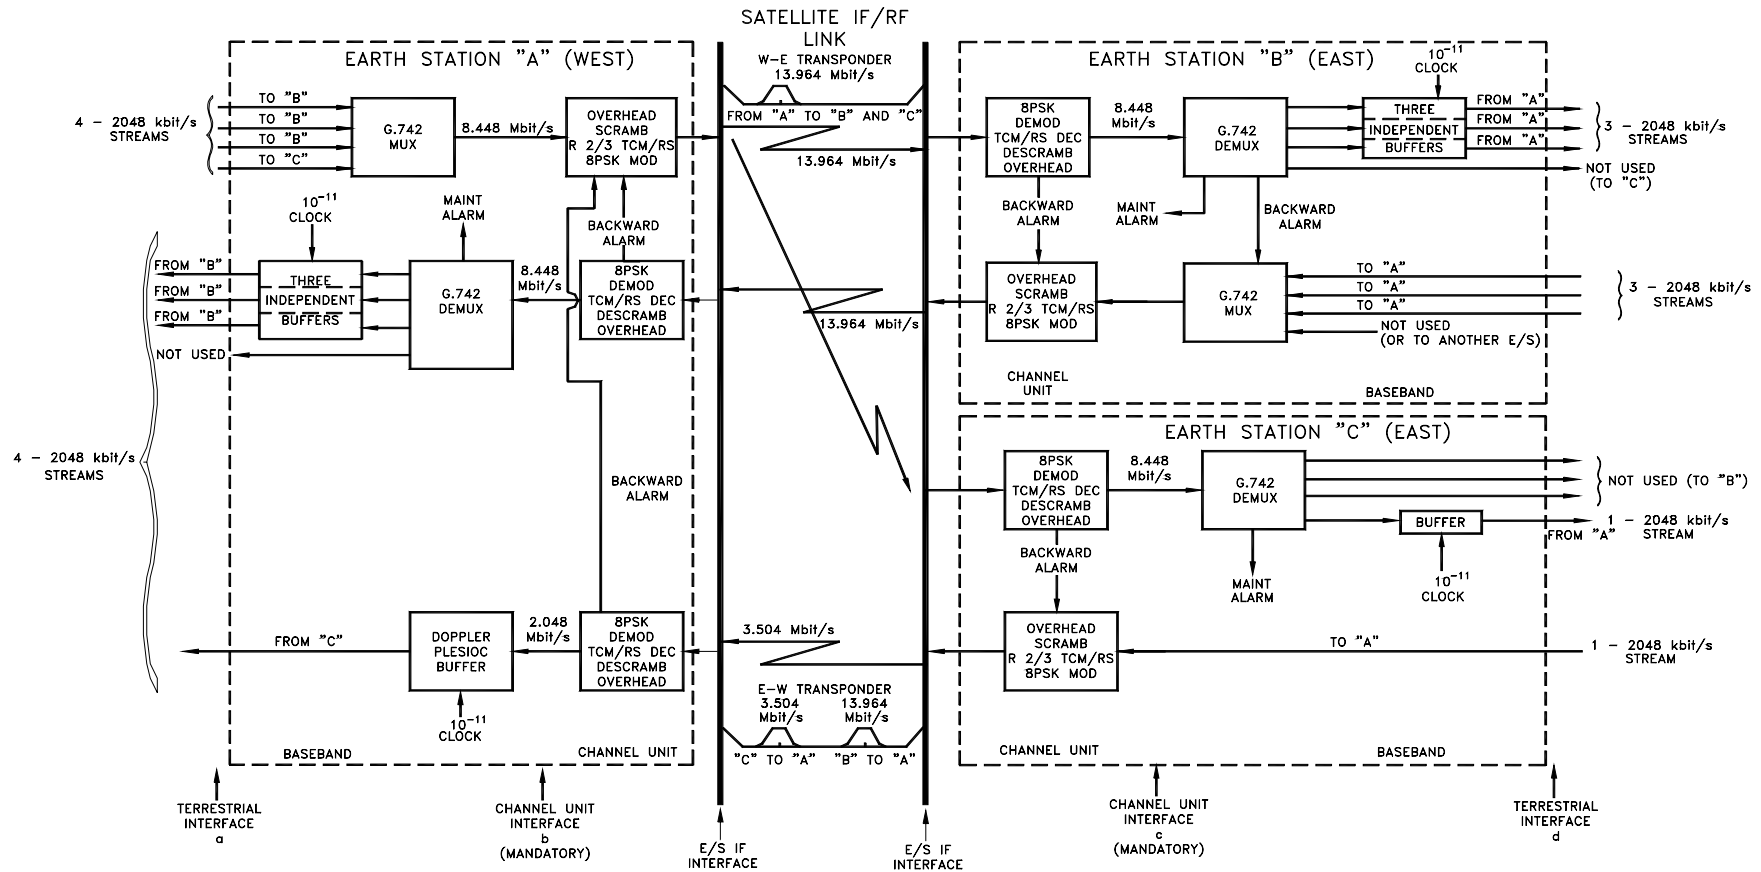 SATELLITE IF/RF
LINK
EARTH STATION "A" (WEST)
4 - 2048 kbit/s
STREAMS
TO "B"
TO "B"
TO "B"
TO "C"
G.742
MUX
8.448 Mbit/s
OVERHEAD
SCRAMB
R 2/3 TCM/RS
8PSK MOD
10-11
CLOCK
MAINT
ALARM
BACKWARD
ALARM
FROM "B"
FROM "B"
FROM "B"
NOT USED
THREE
INDEPENDENT
BUFFERS
G.742
DEMUX
8.448
Mbit/s
8PSK
DEMOD
TCM/RS DEC
DESCRAMB
OVERHEAD
4 - 2048 kbit/s
STREAMS
BACKWARD
ALARM
FROM "C"
DOPPLER
PLESIOC
BUFFER
2.048
Mbit/s
8PSK
DEMOD
TCM/RS DEC
DESCRAMB
OVERHEAD
10-11
CLOCK
BASEBAND
CHANNEL UNIT
W-E TRANSPONDER
13.964 Mbit/s
FROM "A" TO "B" AND "C"
13.964 Mbit/s
13.964 Mbit/s
3.504 Mbit/s
E-W TRANSPONDER
3.504
Mbit/s
13.964
Mbit/s
"C" TO "A"
"B" TO "A"
EARTH STATION "B" (EAST)
10-11
CLOCK
8PSK
DEMOD
TCM/RS DEC
DESCRAMB
OVERHEAD
8.448
Mbit/s
G.742
DEMUX
THREE
INDEPENDENT
BUFFERS
FROM "A"
FROM "A"
FROM "A"
3 - 2048 kbit/s
STREAMS
NOT USED
(TO "C")
BACKWARD
ALARM
MAINT
ALARM
BACKWARD
ALARM
OVERHEAD
SCRAMB
R 2/3 TCM/RS
8PSK MOD
G.742
MUX
TO "A"
TO "A"
TO "A"
NOT USED
(OR TO ANOTHER E/S)
3 - 2048 kbit/s
STREAMS
CHANNEL
UNIT
BASEBAND
EARTH STATION "C" (EAST)
8PSK
DEMOD
TCM/RS DEC
DESCRAMB
OVERHEAD
8.448
Mbit/s
G.742
DEMUX
NOT USED (TO "B")
BUFFER
1 - 2048 kbit/s
STREAM
FROM "A"
BACKWARD
ALARM
MAINT
ALARM
10-11
CLOCK
OVERHEAD
SCRAMB
R 2/3 TCM/RS
8PSK MOD
TO "A"
1 - 2048 kbit/s
STREAM
CHANNEL UNIT
BASEBAND
TERRESTRIAL
INTERFACE
a
CHANNEL UNIT
INTERFACE
b
(MANDATORY)
E/S IF
INTERFACE
E/S IF
INTERFACE
CHANNEL UNIT
INTERFACE
c
(MANDATORY)
TERRESTRIAL
INTERFACE
d